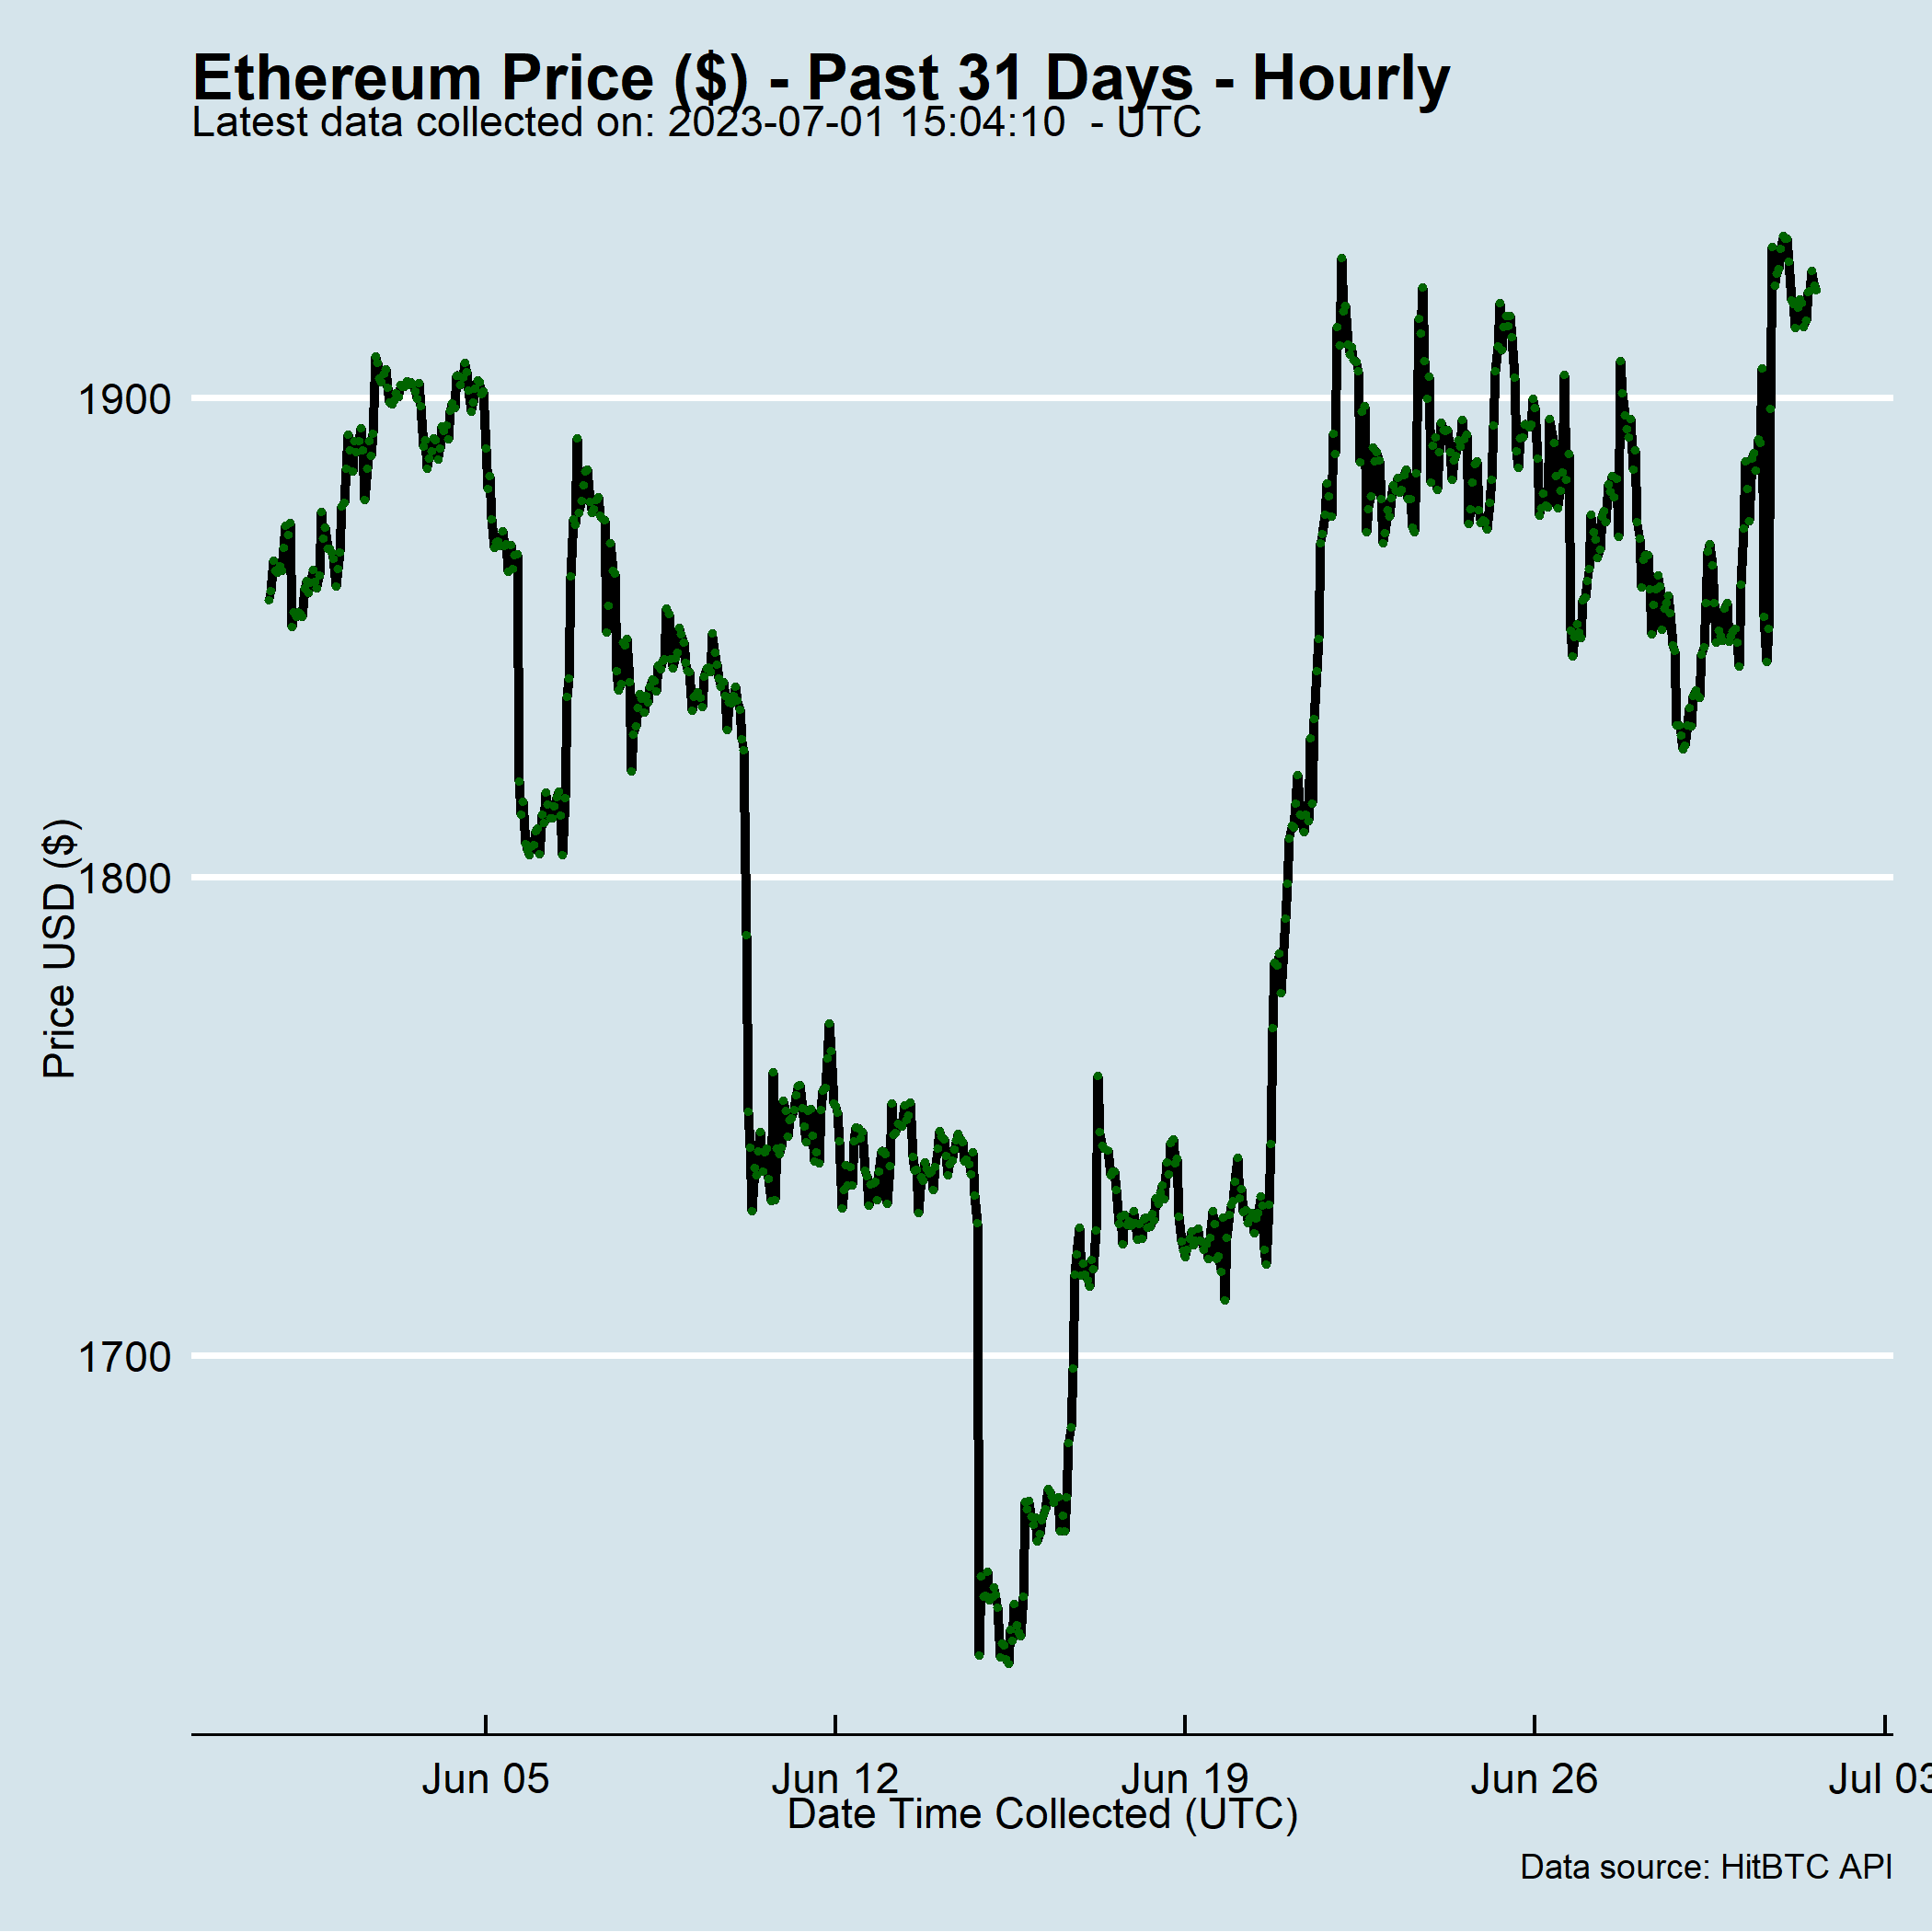 Ethereum Price ($) - Past 31 Days - Hourly
Latest data collected on: 2023-07-01 15:04:10  - UTC
1900
1800
1700
Price USD ($)
Jun 05
Jun 12
Jun 19
Jun 26
Jul 03
Date Time Collected (UTC)
Data source: HitBTC API